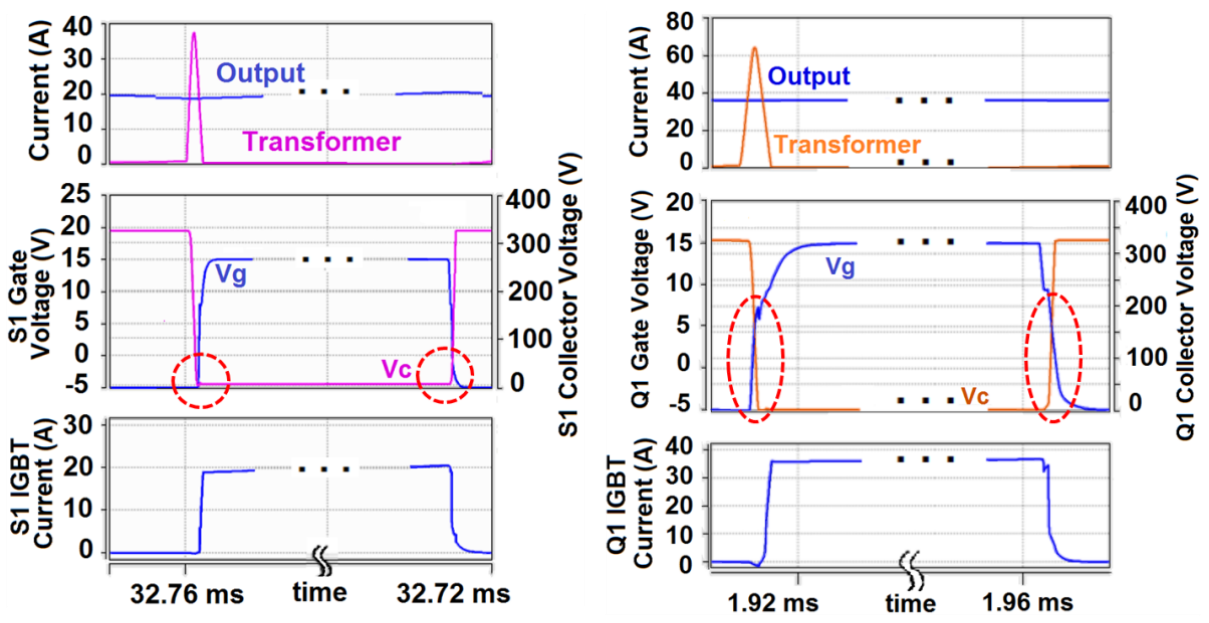 40
30
20
10
0
Current (A)
Output
Transformer
25
20
15
10
5
0
-5
S1 Gate
Voltage (V)
Vg
Vc
400
300
200
100
0
S1 Collector Voltage (V)
30
20
10
0
S1 IGBT
Current (A)
32.76 ms
time
32.72 ms
80
60
40
20
0
Current (A)
Output
Transformer
20
15
10
5
0
-5
Q1 Gate Voltage (V)
Vg
Vc
400
300
200
100
0
Q1 Collector Voltage (V)
40
30
20
10
0
Q1 IGBT
Current (A)
1.92 ms
time
1.96 ms